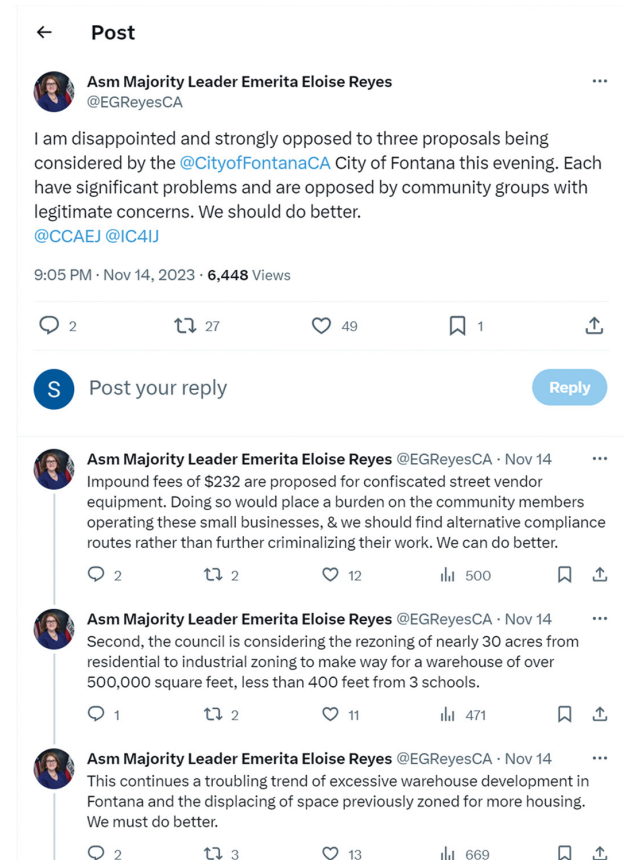 Post
Asm Majority Leader Emerita Eloise Reyes
@EGReyesCA
I am disappointed and strongly opposed to three proposals being
considered by the @CityofFontanaCA City of Fontana this evening. Each
have significant problems and are opposed by community groups with
legitimate concerns. We should do better.
@CCAEJ @IC4IJ
9:05 PM · Nov 14, 2023 · 6,448 Views
2 27 49 1
S Post your reply Reply
Asm Majority Leader Emerita Eloise Reyes @EGReyesCA · Nov 14
Impound fees of $232 are proposed for confiscated street vendor
equipment. Doing so would place a burden on the community members
operating these small businesses, & we should find alternative compliance
routes rather than further criminalizing their work. We can do better.
2 2 12 500
Asm Majority Leader Emerita Eloise Reyes @EGReyesCA · Nov 14
Second, the council is considering the rezoning of nearly 30 acres from
residential to industrial zoning to make way for a warehouse of over
500,000 square feet, less than 400 feet from 3 schools.
1 2 11 471
Asm Majority Leader Emerita Eloise Reyes @EGReyesCA · Nov 14
This continues a troubling trend of excessive warehouse development in
Fontana and the displacing of space previously zoned for more housing.
We must do better.
2 3 13 669